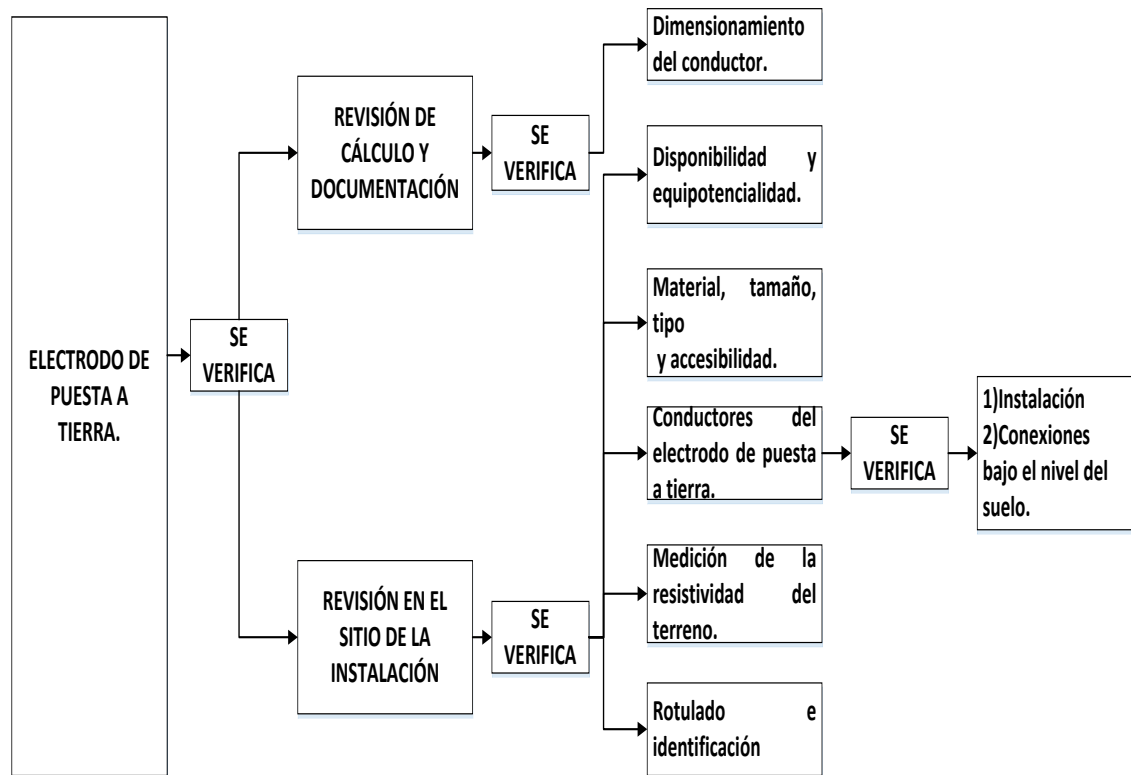 ELECTRODO DE
PUESTA A
TIERRA.
SE
VERIFICA
REVISIÓN DE
CÁLCULO Y
DOCUMENTACIÓN
SE
VERIFICA
Dimensionamiento
del conductor.
REVISIÓN EN EL
SITIO DE LA
INSTALACIÓN
SE
VERIFICA
Disponibilidad y
equipotencialidad.
Material, tamaño,
tipo
y accesibilidad.
Conductores del
electrodo de puesta
a tierra.
SE
VERIFICA
1)Instalación
2)Conexiones
bajo el nivel del
suelo.
Medición de la
resistividad del
terreno.
Rotulado e
identificación